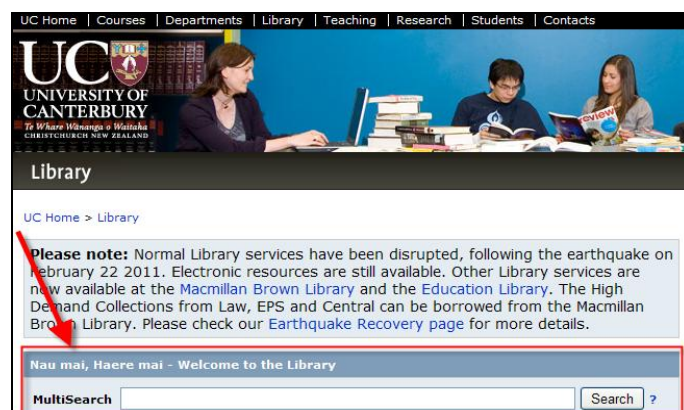 UC Home | Courses | Departments | Library | Teaching | Research | Students | Contacts
UC
UNIVERSITY OF
CANTERBURY
Te Whare Wānanga o Waitaha
CHRISTCHURCH NEW ZEALAND
review
Library
UC Home > Library
Please note: Normal Library services have been disrupted, following the earthquake on
February 22 2011. Electronic resources are still available. Other Library services are
now available at the Macmillan Brown Library and the Education Library. The High
Demand Collections from Law, EPS and Central can be borrowed from the Macmillan
Brown Library. Please check our Earthquake Recovery page for more details.
Nau mai, Haere mai - Welcome to the Library
MultiSearch Search ?